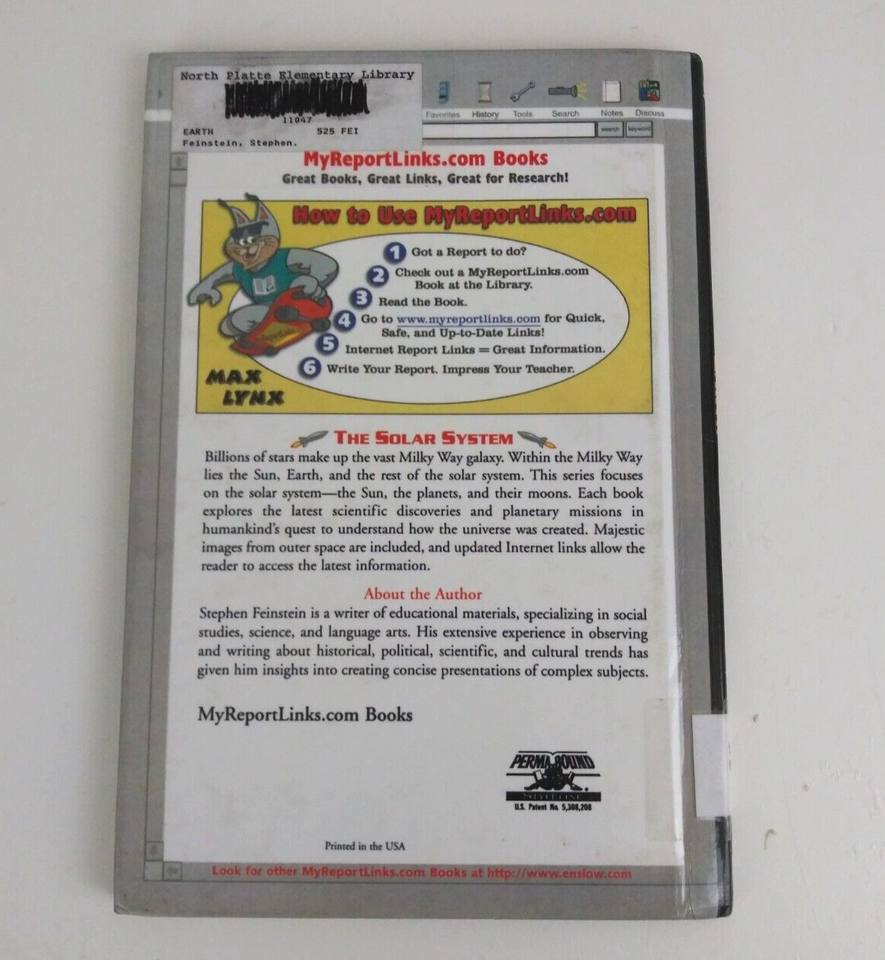 North Platte Elementary Library
11047
EARTH 525 FEI
Feinstein, Stephen.
Favorites History Tools Search Notes Discuss
search keyword
MyReportLinks.com Books
Great Books, Great Links, Great for Research!
How to Use MyReportLinks.com
1 Got a Report to do?
2 Check out a MyReportLinks.com
Book at the Library.
3 Read the Book.
4 Go to www.myreportlinks.com for Quick,
Safe, and Up-to-Date Links!
5 Internet Report Links = Great Information.
6 Write Your Report. Impress Your Teacher.
MAX
LYNX
THE SOLAR SYSTEM
Billions of stars make up the vast Milky Way galaxy. Within the Milky Way
lies the Sun, Earth, and the rest of the solar system. This series focuses
on the solar system—the Sun, the planets, and their moons. Each book
explores the latest scientific discoveries and planetary missions in
humankind's quest to understand how the universe was created. Majestic
images from outer space are included, and updated Internet links allow the
reader to access the latest information.
About the Author
Stephen Feinstein is a writer of educational materials, specializing in social
studies, science, and language arts. His extensive experience in observing
and writing about historical, political, scientific, and cultural trends has
given him insights into creating concise presentations of complex subjects.
MyReportLinks.com Books
PERMA BOUND
U.S. Patent No. 5,308,208
Printed in the USA
Look for other MyReportLinks.com Books at http://www.enslow.com